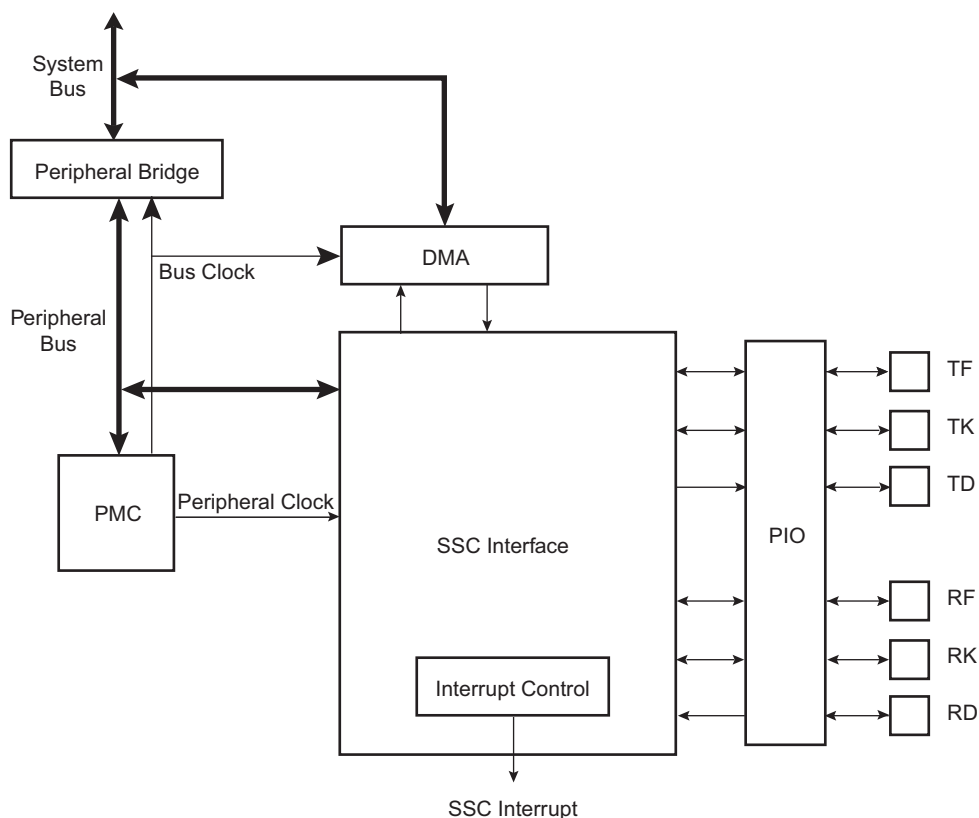 System
Bus
Peripheral Bridge
Bus Clock
DMA
Peripheral
Bus
PMC
Peripheral Clock
SSC Interface
PIO
TF
TK
TD
RF
RK
RD
Interrupt Control
SSC Interrupt